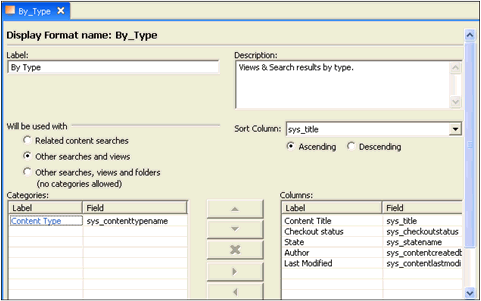 By_Type
Display Format name: By_Type
Label:
By Type
Description:
Views & Search results by type.
Will be used with
Related content searches
Other searches and views
Other searches, views and folders
(no categories allowed)
Sort Column:
sys_title
Ascending
Descending
Categories:
Label Field
Content Type sys_contenttypename
Columns:
Label Field
Content Title sys_title
Checkout status sys_checkoutstatus
State sys_statename
Author sys_contentcreatedb
Last Modified sys_contentlastmodi